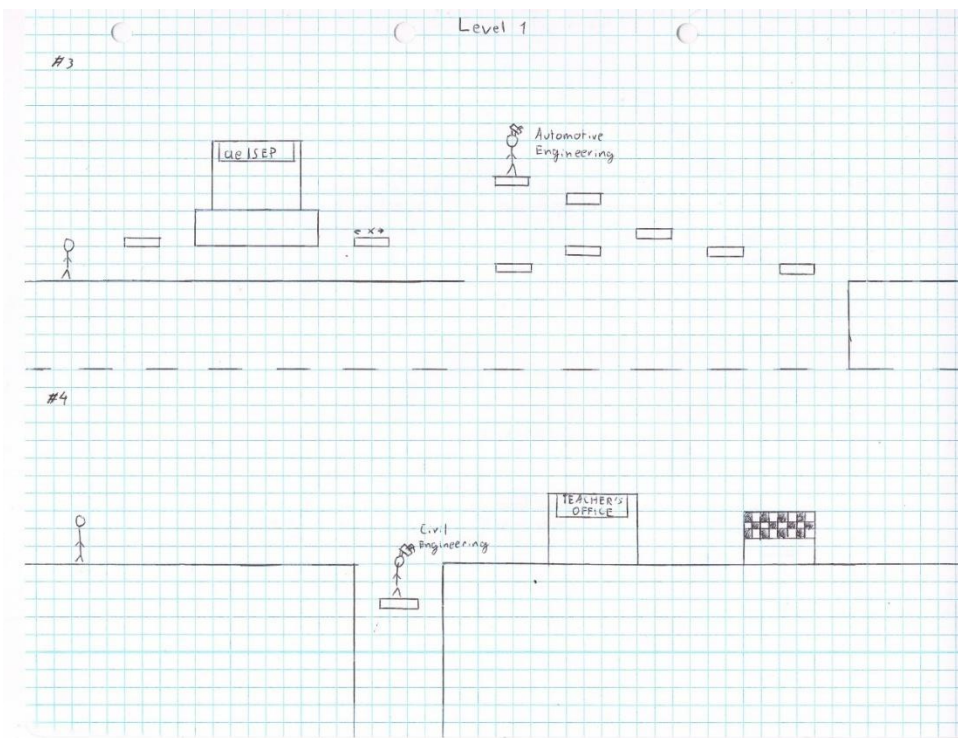 Level 1
#3
ae ISEP
Automotive
Engineering
x
#4
Civil
Engineering
TEACHER'S
OFFICE